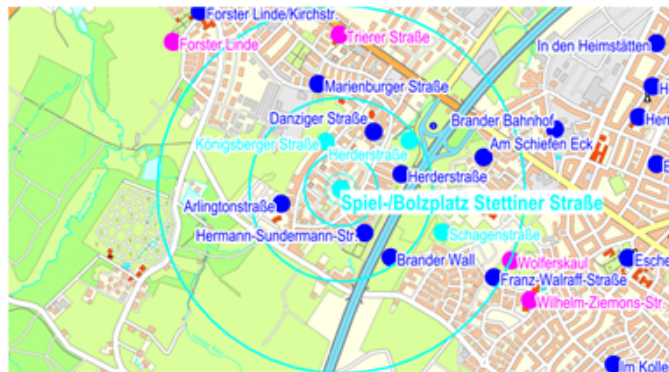 Forster Linde/Kirchstr.
Forster Linde
Trierer Straße
In den Heimstätten
Marienburger Straße
Danziger Straße
Brander Bahnhof
Königsberger Straße
Herderstraße
Am Schiefen Eck
Herderstraße
Spiel-/Bolzplatz Stettiner Straße
Arlingtonstraße
Hermann-Sundermann-Str.
Schagenstraße
Brander Wall
Wolferskaul
Franz-Walraff-Straße
Wilhelm-Ziemons-Str.